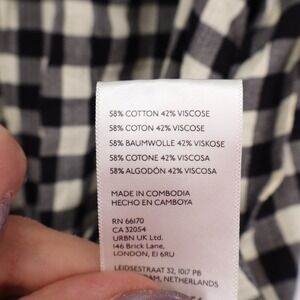 58% COTTON 42% VISCOSE
58% COTON 42% VISCOSE
58% BAUMWOLLE 42% VISKOSE
58% COTONE 42% VISCOSA
58% ALGODÓN 42% VISCOSA
MADE IN COMBODIA
HECHO EN CAMBOYA
RN 66170
CA 32054
URBN UK Ltd.
146 Brick Lane,
LONDON, E1 6RU
LEIDSESTRAAT 32, 1017 PB
NETHERLANDS